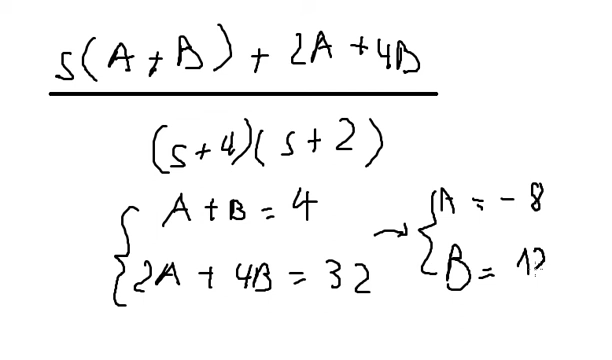 s(A+B) + 2A + 4B
(s+4)(s+2)
A + B = 4
2A + 4B = 32
→
A = -8
B = 12